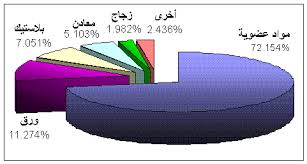 أخرى
2.436%
زجاج
1.982%
معادن
5.103%
بلاستيك
7.051%
مواد عضوية
72.154%
ورق
11.274%